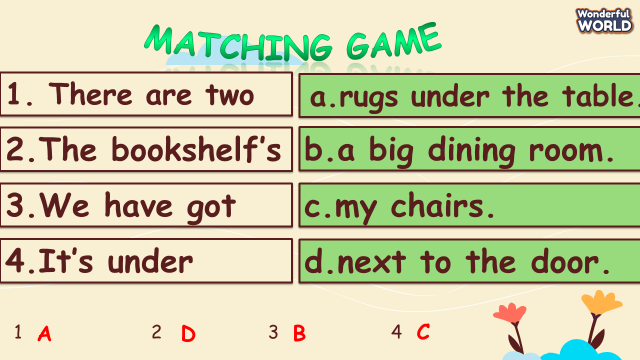 Wonderful
WORLD
MATCHING GAME
1. There are two
a.rugs under the table.
2.The bookshelf's
b.a big dining room.
3.We have got
c.my chairs.
4.It's under
d.next to the door.
1 A 2 D 3 B 4 C